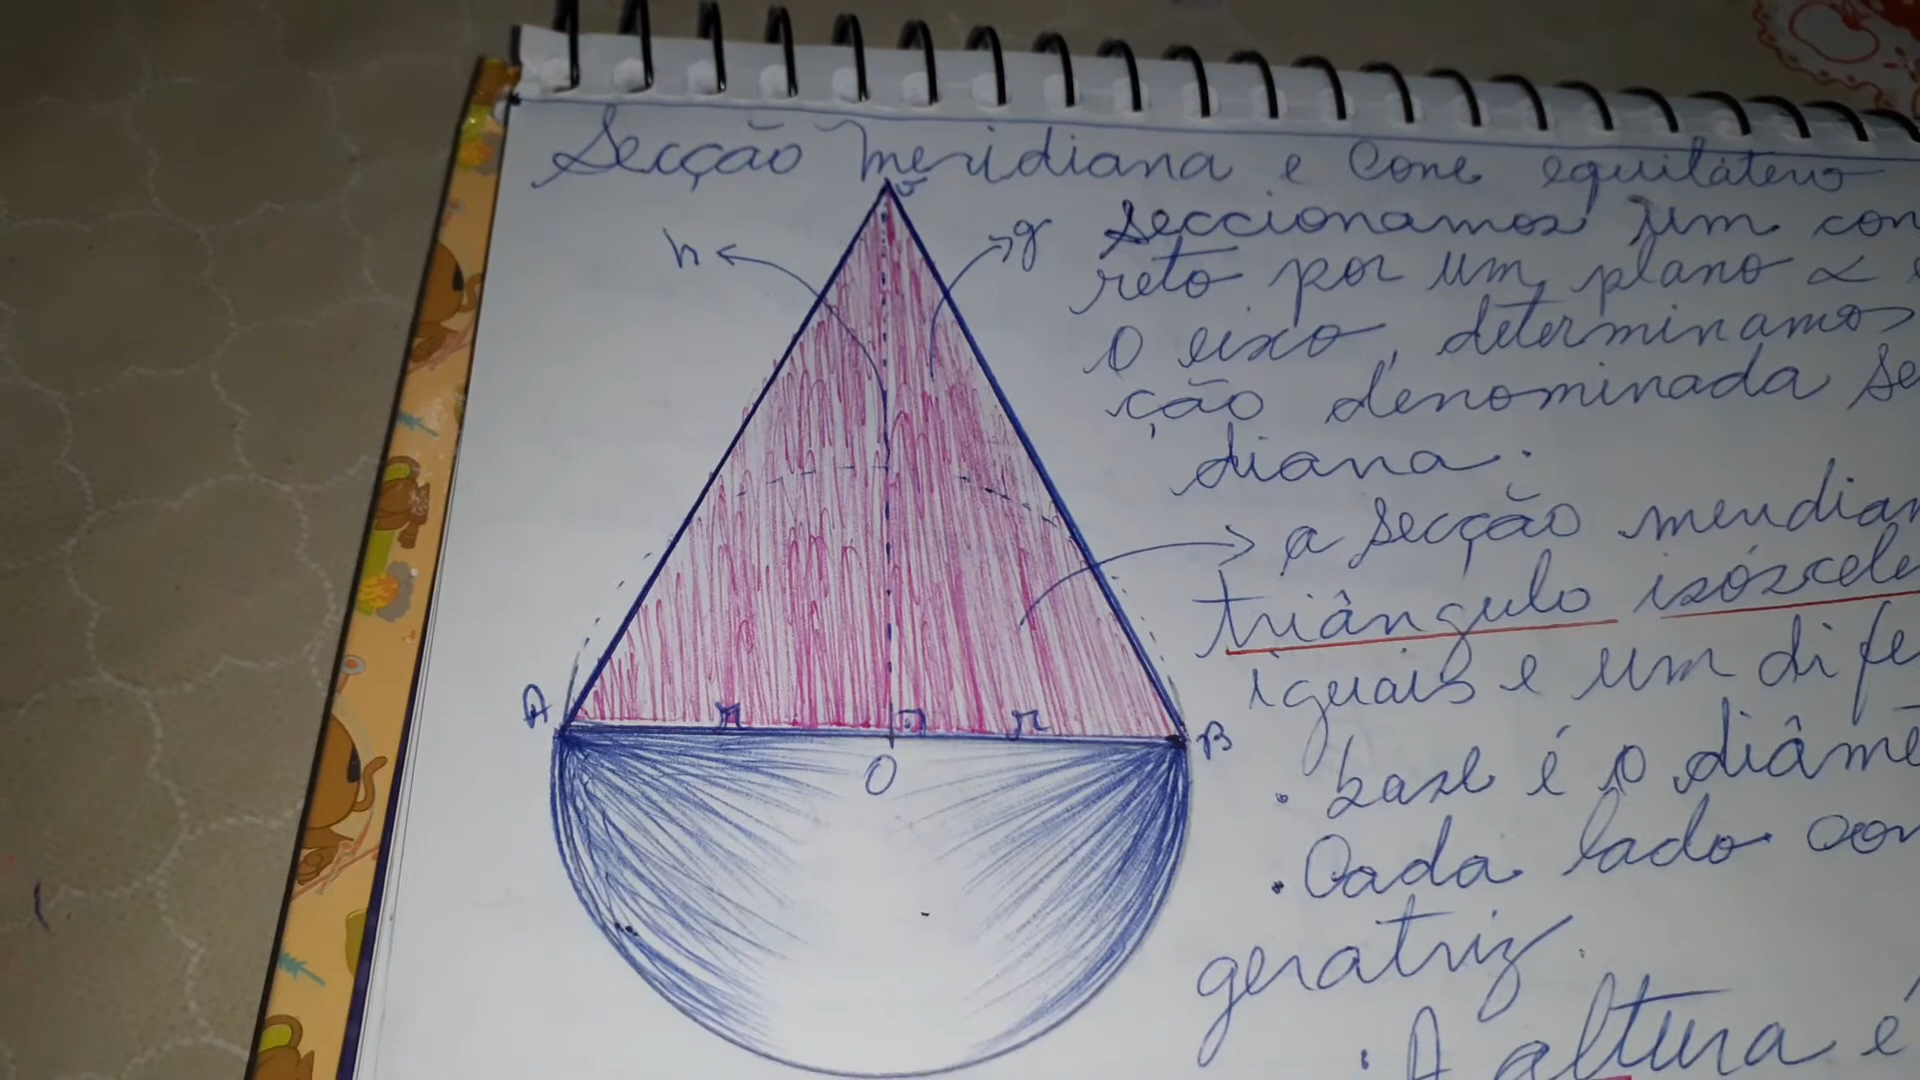 Secção meridiana e Cone equilátero
v
h
g
Seccionamos um con
reto por um plano α e
o eixo, determinamos
ção denominada se
diana.
a secção meridian
triângulo isósceles
iguais e um dife
A
r
r
B
O
. base é o diâme
. Cada lado con
geratriz.
. A altura é